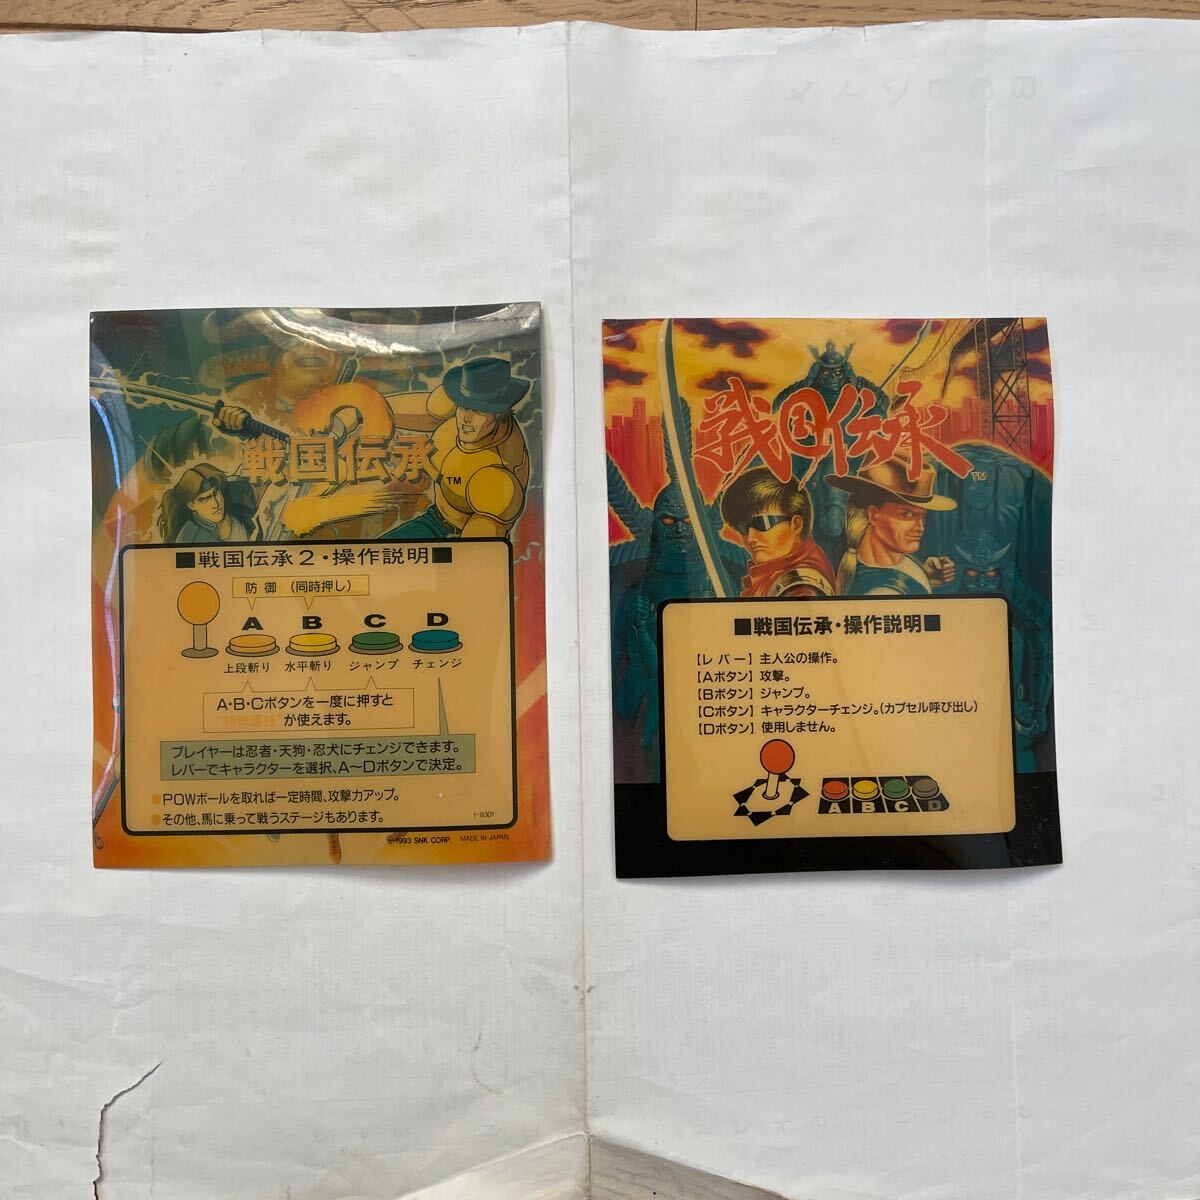 戦国伝承
2
TM
■戦国伝承2・操作説明■
防御 (同時押し)
A B C D
上段斬り 水平斬り ジャンプ チェンジ
A・B・Cボタンを一度に押すと
が使えます。
プレイヤーは忍者・天狗・忍犬にチェンジできます。
レバーでキャラクターを選択、A〜Dボタンで決定。
●POWボールを取れば一定時間、攻撃力アップ。
●その他、馬に乗って戦うステージもあります。
1-9301
©1993 SNK CORP. MADE IN JAPAN
戦国伝承
TM
■戦国伝承・操作説明■
【レバー】主人公の操作。
【Aボタン】攻撃。
【Bボタン】ジャンプ。
【Cボタン】キャラクターチェンジ。(カプセル呼び出し)
【Dボタン】使用しません。
A B C D